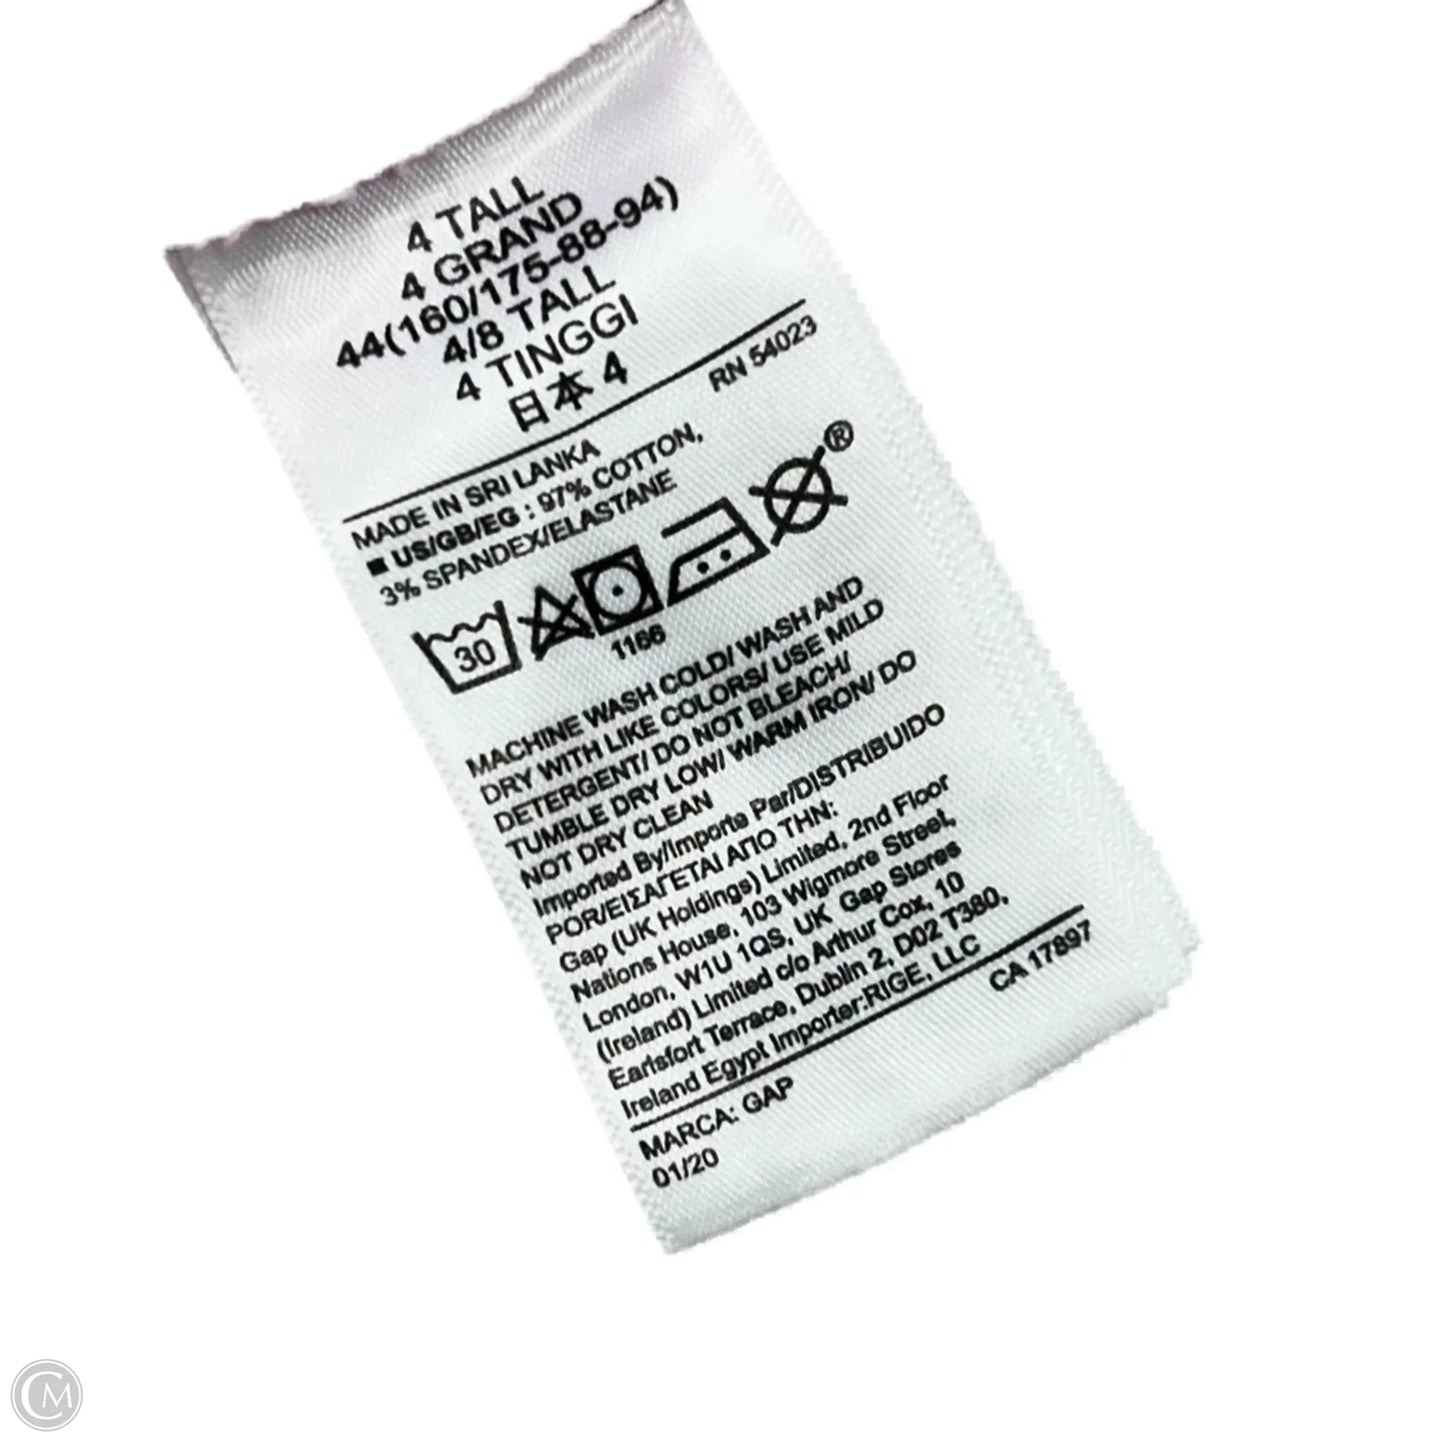 4 TALL
4 GRAND
44(160/175-88-94)
4/8 TALL
4 TINGGI
日本 4
RN 54023
MADE IN SRI LANKA
■ US/GB/EG : 97% COTTON,
3% SPANDEX/ELASTANE
30
®
1166
MACHINE WASH COLD/ WASH AND
DRY WITH LIKE COLORS/ USE MILD
DETERGENT/ DO NOT BLEACH/
TUMBLE DRY LOW/ WARM IRON/ DO
NOT DRY CLEAN
Imported By/Importe Par/DISTRIBUIDO
POR/ΕΙΣΑΓΕΤΑΙ ΑΠΟ ΤΗΝ:
Gap (UK Holdings) Limited, 2nd Floor
Nations House, 103 Wigmore Street,
London, W1U 1QS, UK Gap Stores
(Ireland) Limited c/o Arthur Cox, 10
Earlsfort Terrace, Dublin 2, D02 T380,
Ireland Egypt Importer:RIGE, LLC
CA 17897
MARCA: GAP
01/20
CM